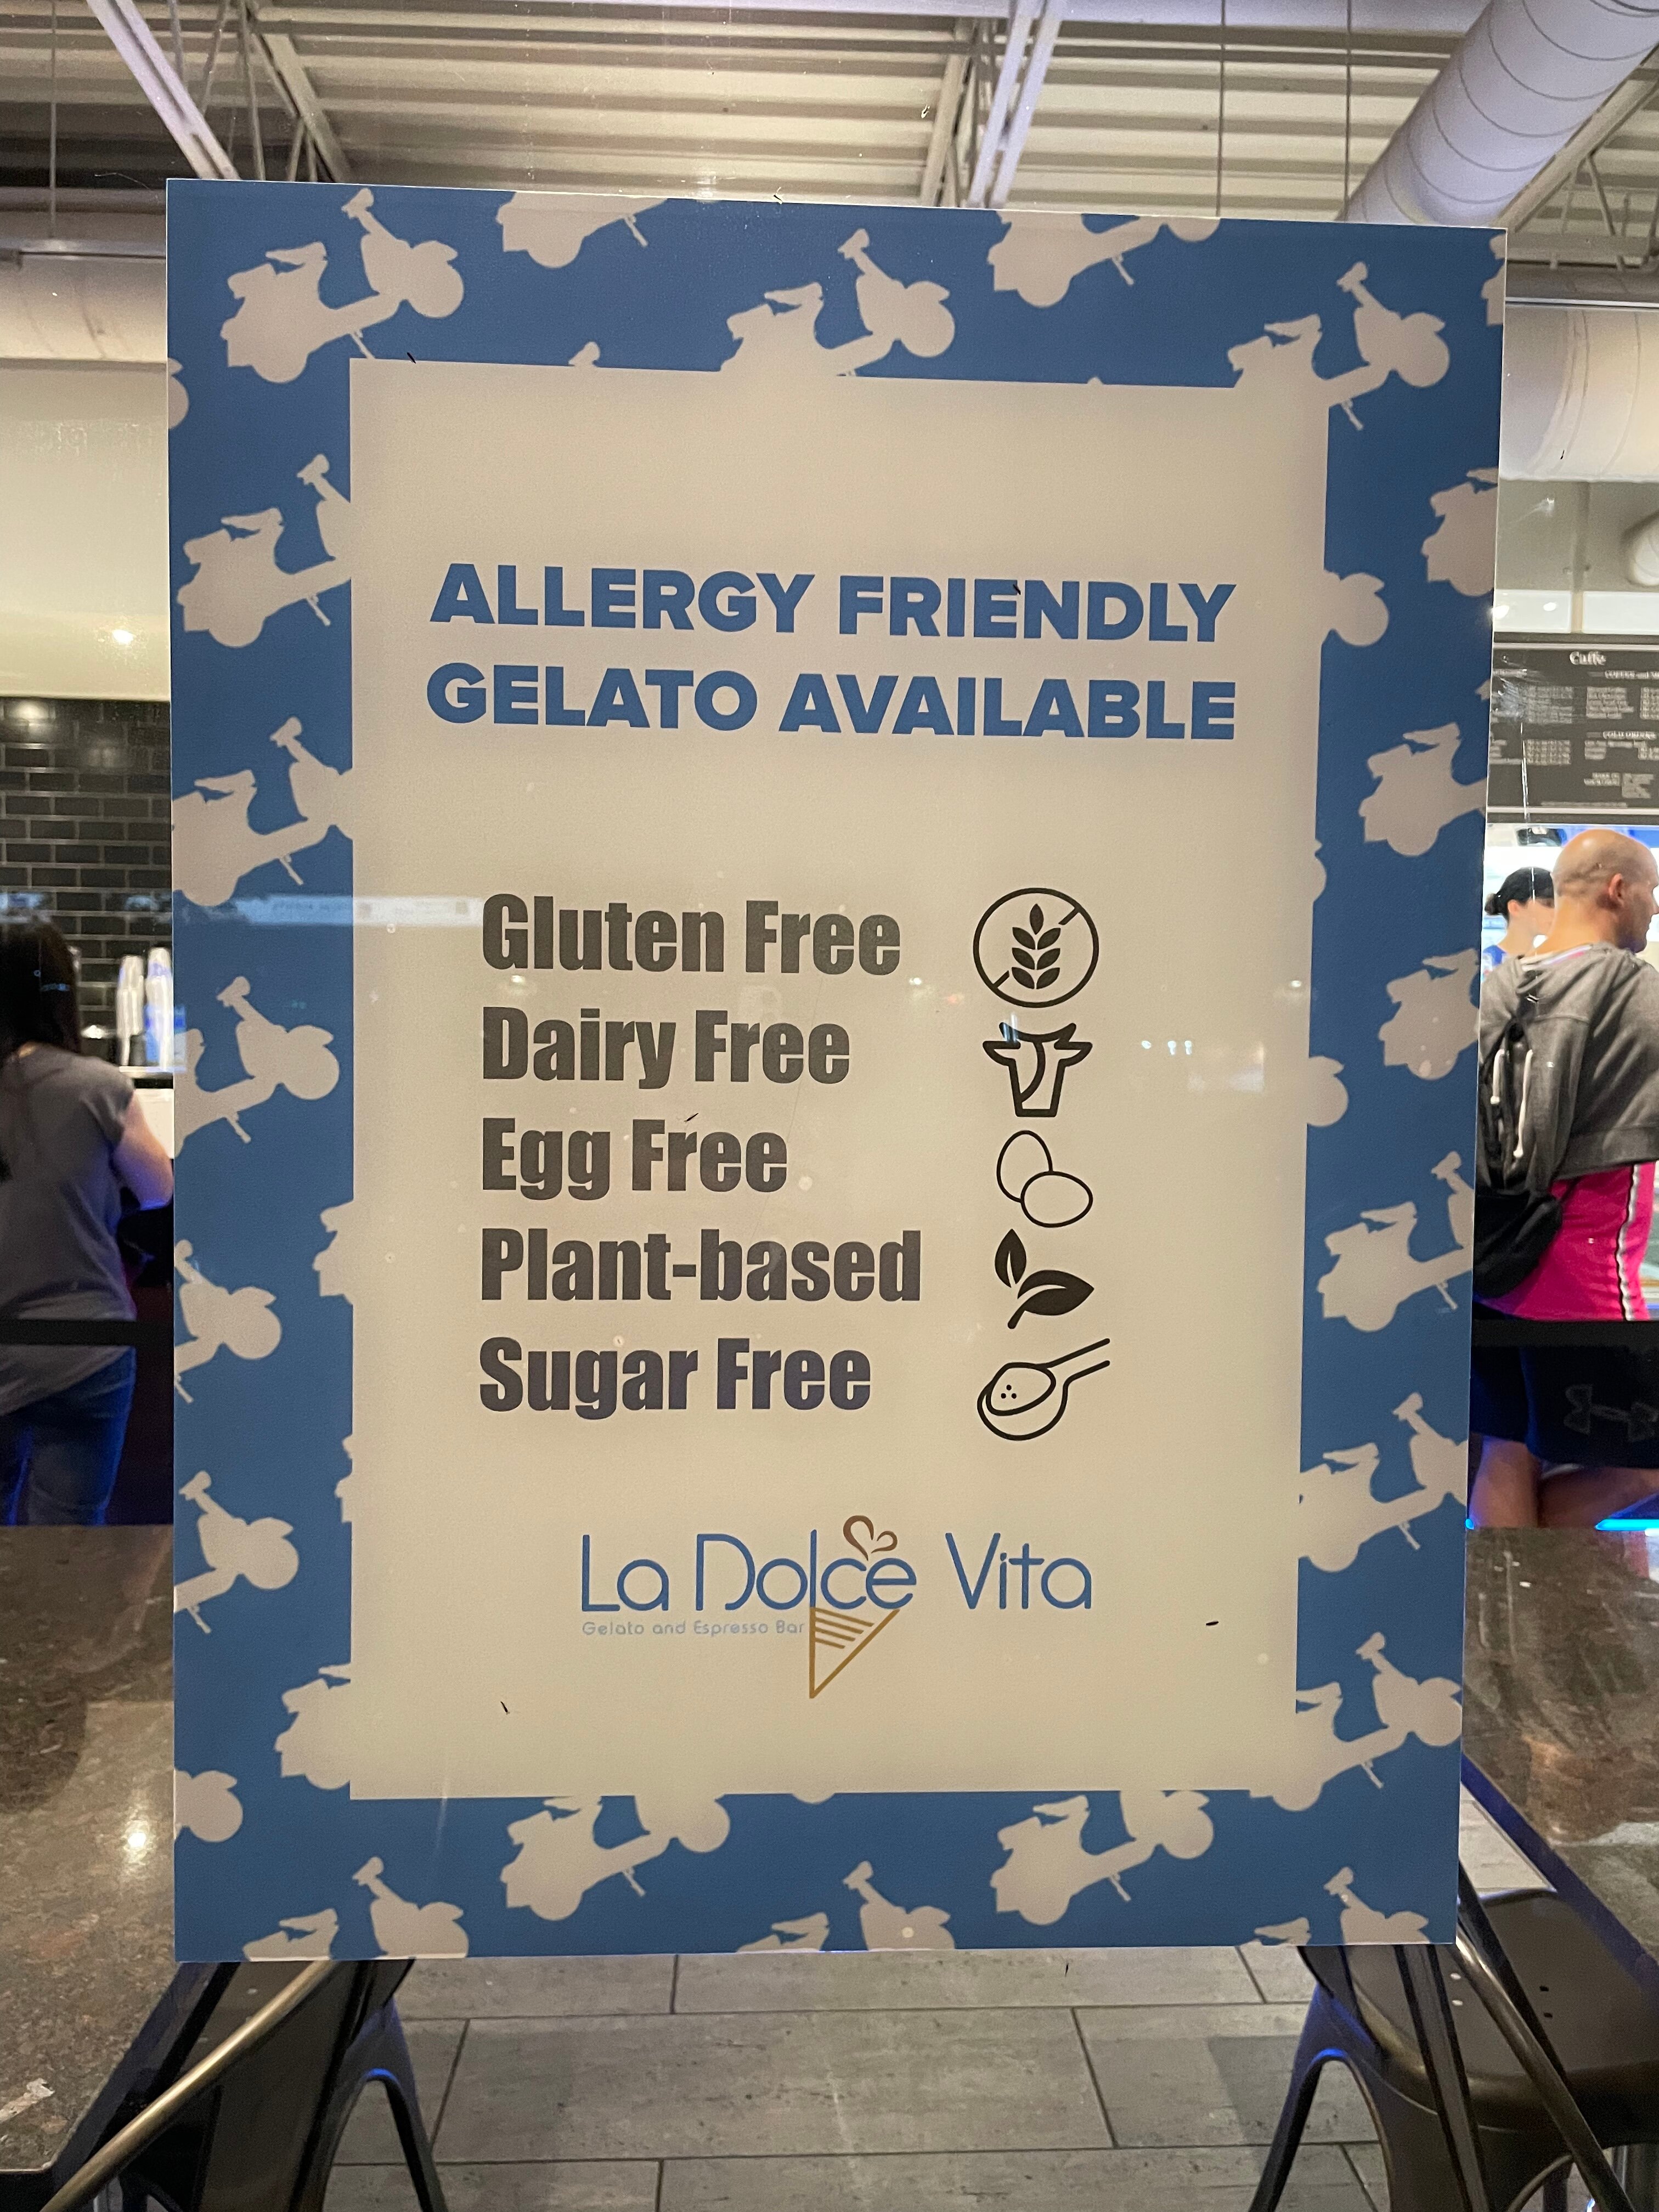 ALLERGY FRIENDLY
GELATO AVAILABLE
Gluten Free
Dairy Free
Egg Free
Plant-based
Sugar Free
La Dolce Vita
Gelato and Espresso Bar
Caffe